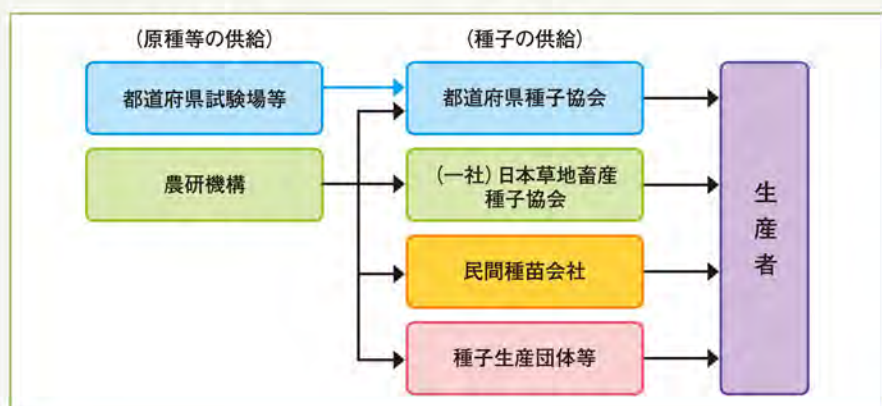 (原種等の供給)
(種子の供給)
都道府県試験場等
都道府県種子協会
農研機構
(一社)日本草地畜産
種子協会
民間種苗会社
種子生産団体等
生産者